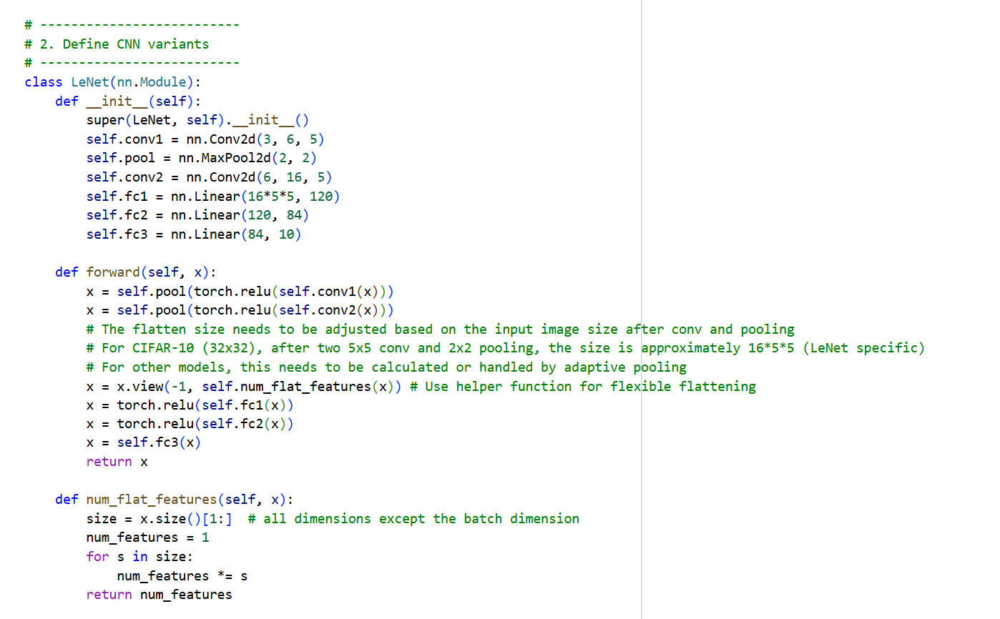 # --------------------------
# 2. Define CNN variants
# --------------------------
class LeNet(nn.Module):
    def __init__(self):
        super(LeNet, self).__init__()
        self.conv1 = nn.Conv2d(3, 6, 5)
        self.pool = nn.MaxPool2d(2, 2)
        self.conv2 = nn.Conv2d(6, 16, 5)
        self.fc1 = nn.Linear(16*5*5, 120)
        self.fc2 = nn.Linear(120, 84)
        self.fc3 = nn.Linear(84, 10)

    def forward(self, x):
        x = self.pool(torch.relu(self.conv1(x)))
        x = self.pool(torch.relu(self.conv2(x)))
        # The flatten size needs to be adjusted based on the input image size after conv and pooling
        # For CIFAR-10 (32x32), after two 5x5 conv and 2x2 pooling, the size is approximately 16*5*5 (LeNet specific)
        # For other models, this needs to be calculated or handled by adaptive pooling
        x = x.view(-1, self.num_flat_features(x)) # Use helper function for flexible flattening
        x = torch.relu(self.fc1(x))
        x = torch.relu(self.fc2(x))
        x = self.fc3(x)
        return x

    def num_flat_features(self, x):
        size = x.size()[1:]  # all dimensions except the batch dimension
        num_features = 1
        for s in size:
            num_features *= s
        return num_features